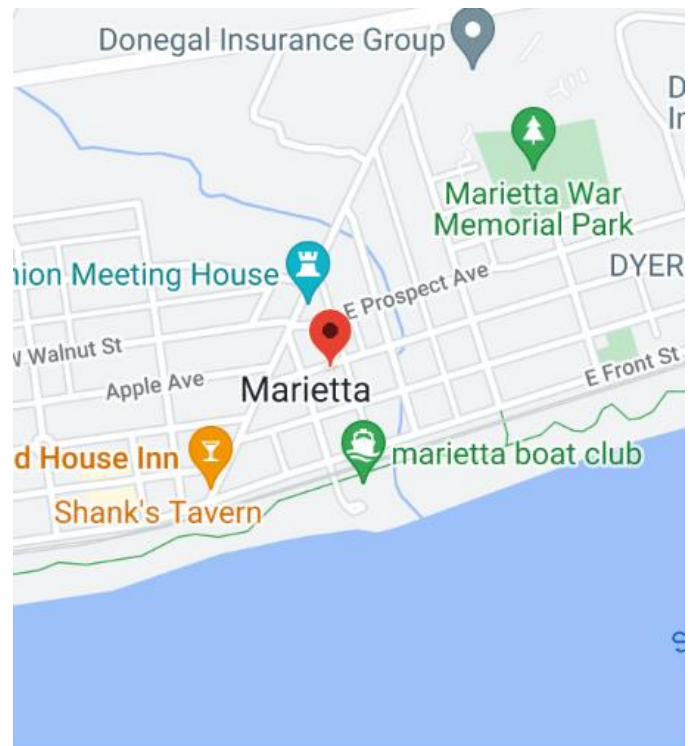 Donegal Insurance Group
D
Ir
Marietta War
Memorial Park
nion Meeting House
E Prospect Ave
DYER
W Walnut St
Apple Ave
Marietta
E Front St
d House Inn
marietta boat club
Shank's Tavern
S